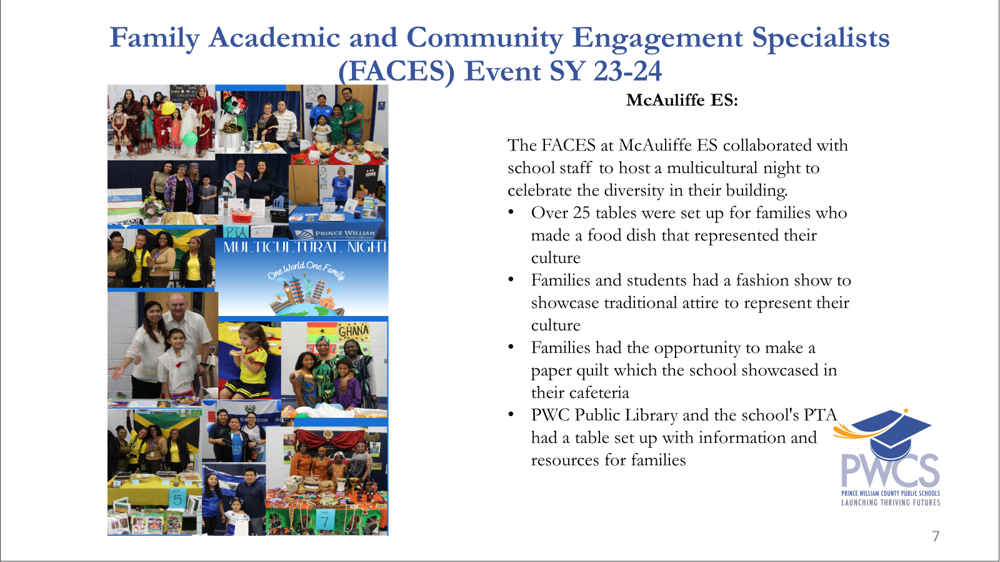 Family Academic and Community Engagement Specialists
(FACES) Event SY 23-24
YOU ARE
KIND
CREATIVE
PTA
PRINCE WILLIAM
Public Libraries
MULTICULTURAL NIGHT
One World One Family
GHANA
SALVADOR
5
Table
7
McAuliffe ES:
The FACES at McAuliffe ES collaborated with
school staff to host a multicultural night to
celebrate the diversity in their building.
• Over 25 tables were set up for families who
made a food dish that represented their
culture
• Families and students had a fashion show to
showcase traditional attire to represent their
culture
• Families had the opportunity to make a
paper quilt which the school showcased in
their cafeteria
• PWC Public Library and the school's PTA
had a table set up with information and
resources for families
PWCS
PRINCE WILLIAM COUNTY PUBLIC SCHOOLS
LAUNCHING THRIVING FUTURES
7